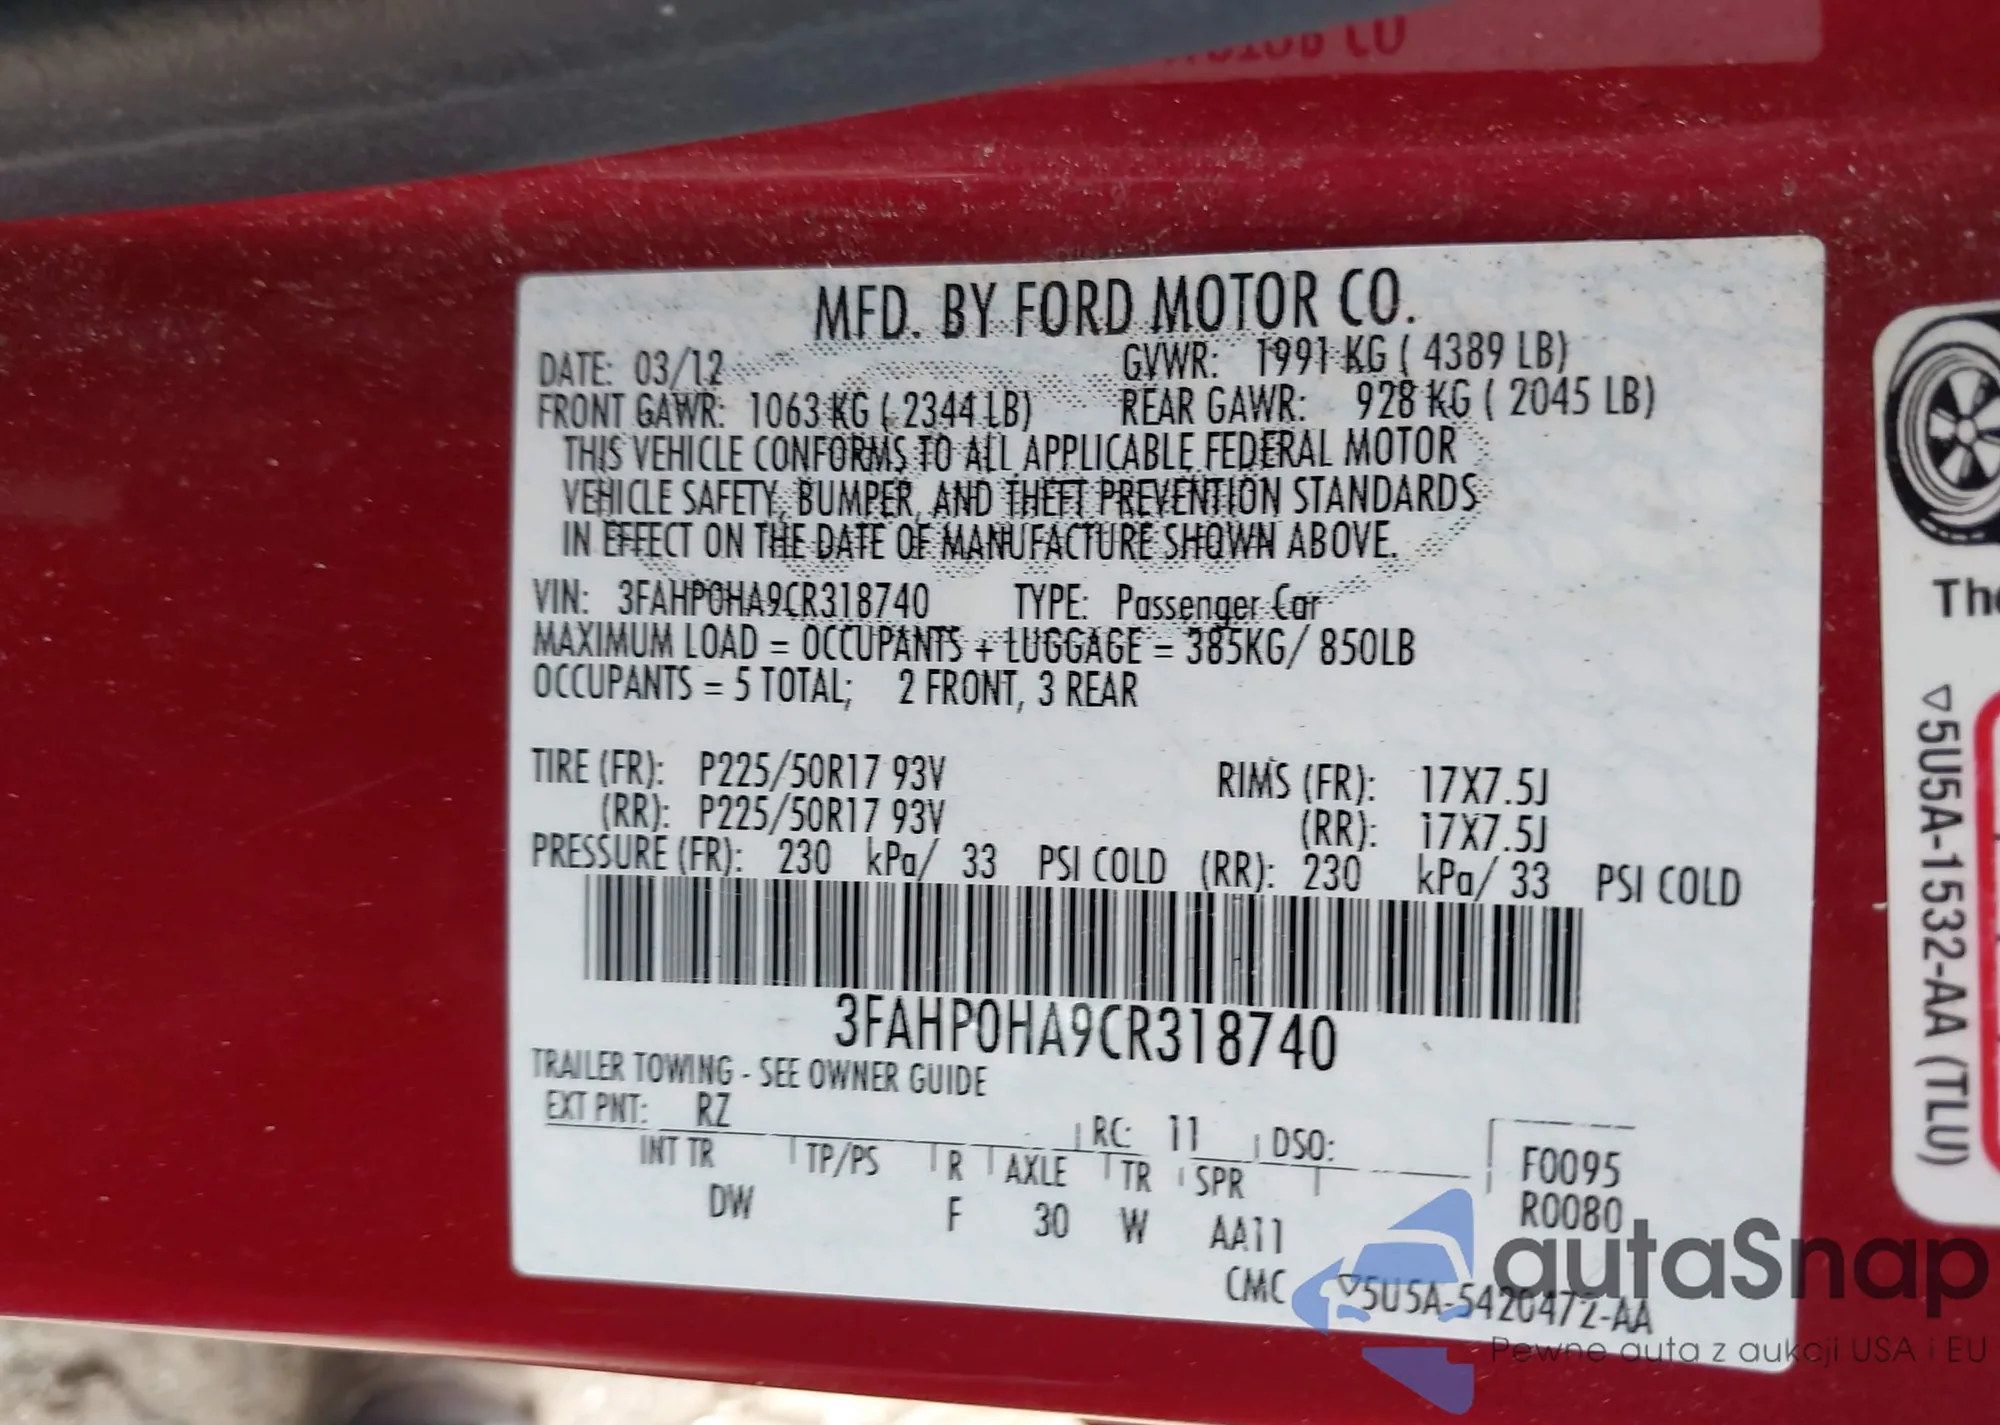 MFD. BY FORD MOTOR CO.
DATE: 03/12 GVWR: 1991 KG ( 4389 LB)
FRONT GAWR: 1063 KG ( 2344 LB) REAR GAWR: 928 KG ( 2045 LB)
THIS VEHICLE CONFORMS TO ALL APPLICABLE FEDERAL MOTOR
VEHICLE SAFETY, BUMPER, AND THEFT PREVENTION STANDARDS
IN EFFECT ON THE DATE OF MANUFACTURE SHOWN ABOVE.
VIN: 3FAHP0HA9CR318740 TYPE: Passenger Car
MAXIMUM LOAD = OCCUPANTS + LUGGAGE = 385KG/ 850LB
OCCUPANTS = 5 TOTAL; 2 FRONT, 3 REAR
TIRE (FR): P225/50R17 93V RIMS (FR): 17X7.5J
(RR): P225/50R17 93V (RR): 17X7.5J
PRESSURE (FR): 230 kPa/ 33 PSI COLD (RR): 230 kPa/ 33 PSI COLD
3FAHP0HA9CR318740
TRAILER TOWING - SEE OWNER GUIDE
EXT PNT: RZ RC: 11 DSO:
INT TR TP/PS R AXLE TR SPR F0095
DW F 30 W AA11 R0080
CMC ▽5U5A-5420472-AA
The
▽5U5A-1532-AA (TLU)
autaSnap
Pewne auta z aukcji USA i EU